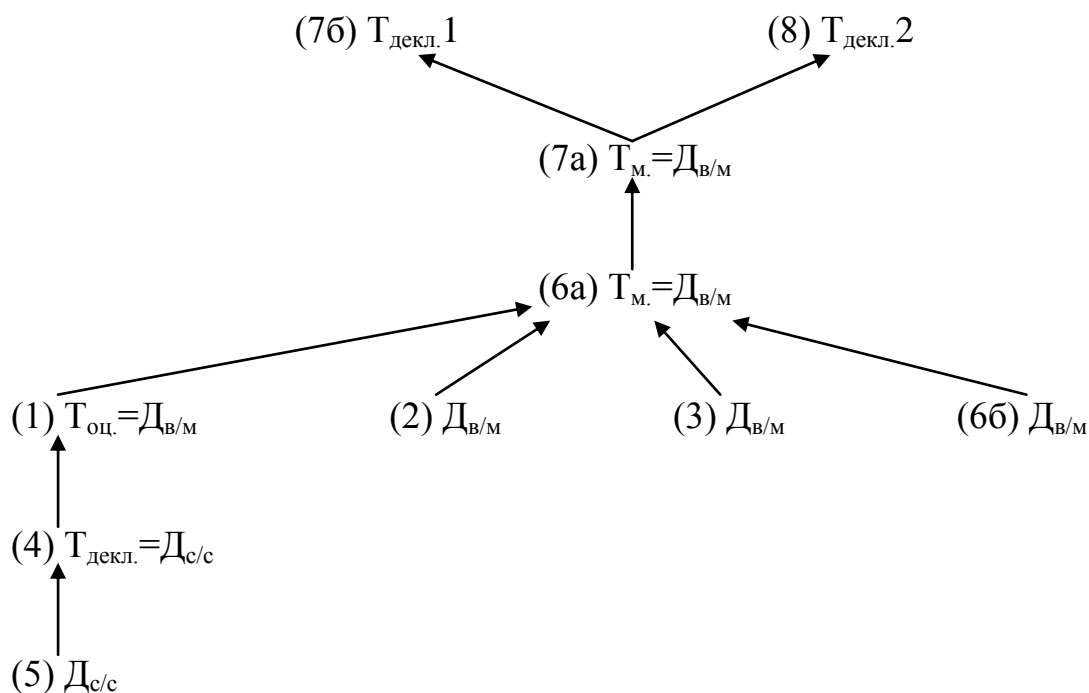 (7б) Тдекл.1 (8) Тдекл.2
(7а) Тм.=Дв/м
(6а) Тм.=Дв/м
(1) Точ.=Дв/м (2) Дв/м (3) Дв/м (6б) Дв/м
(4) Тдекл.=Дс/с
(5) Дс/с